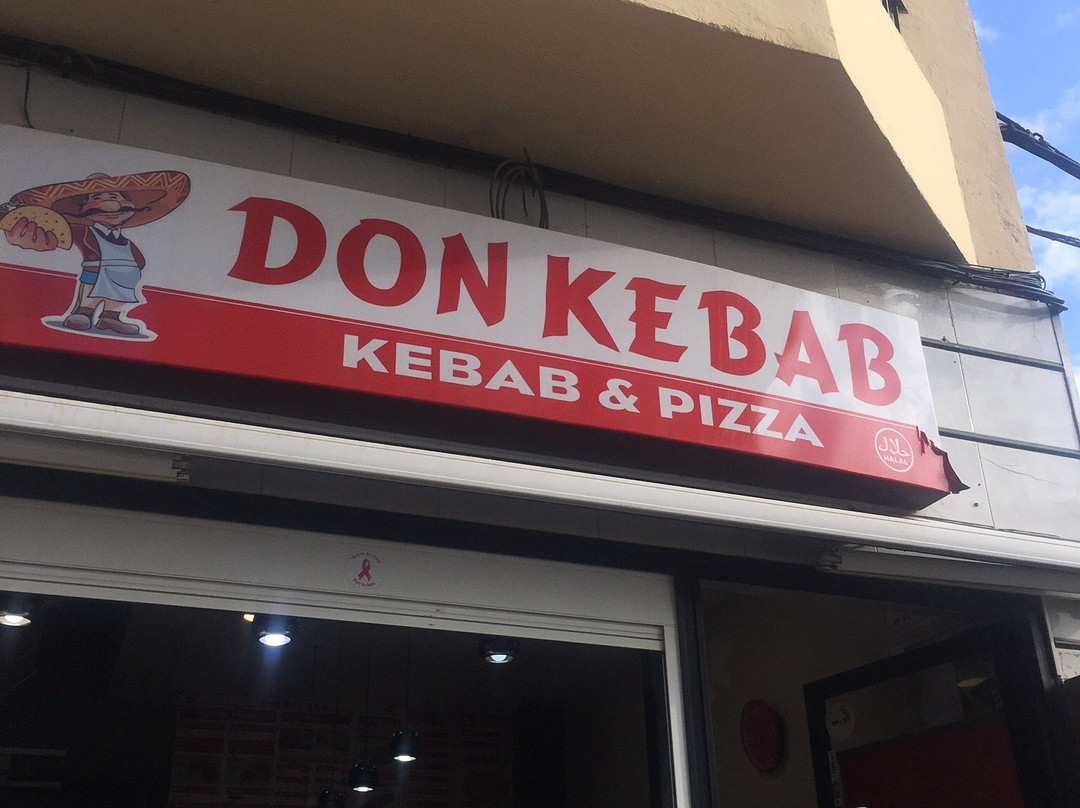 DON KEBAB
KEBAB & PIZZA
حلال
HALAL